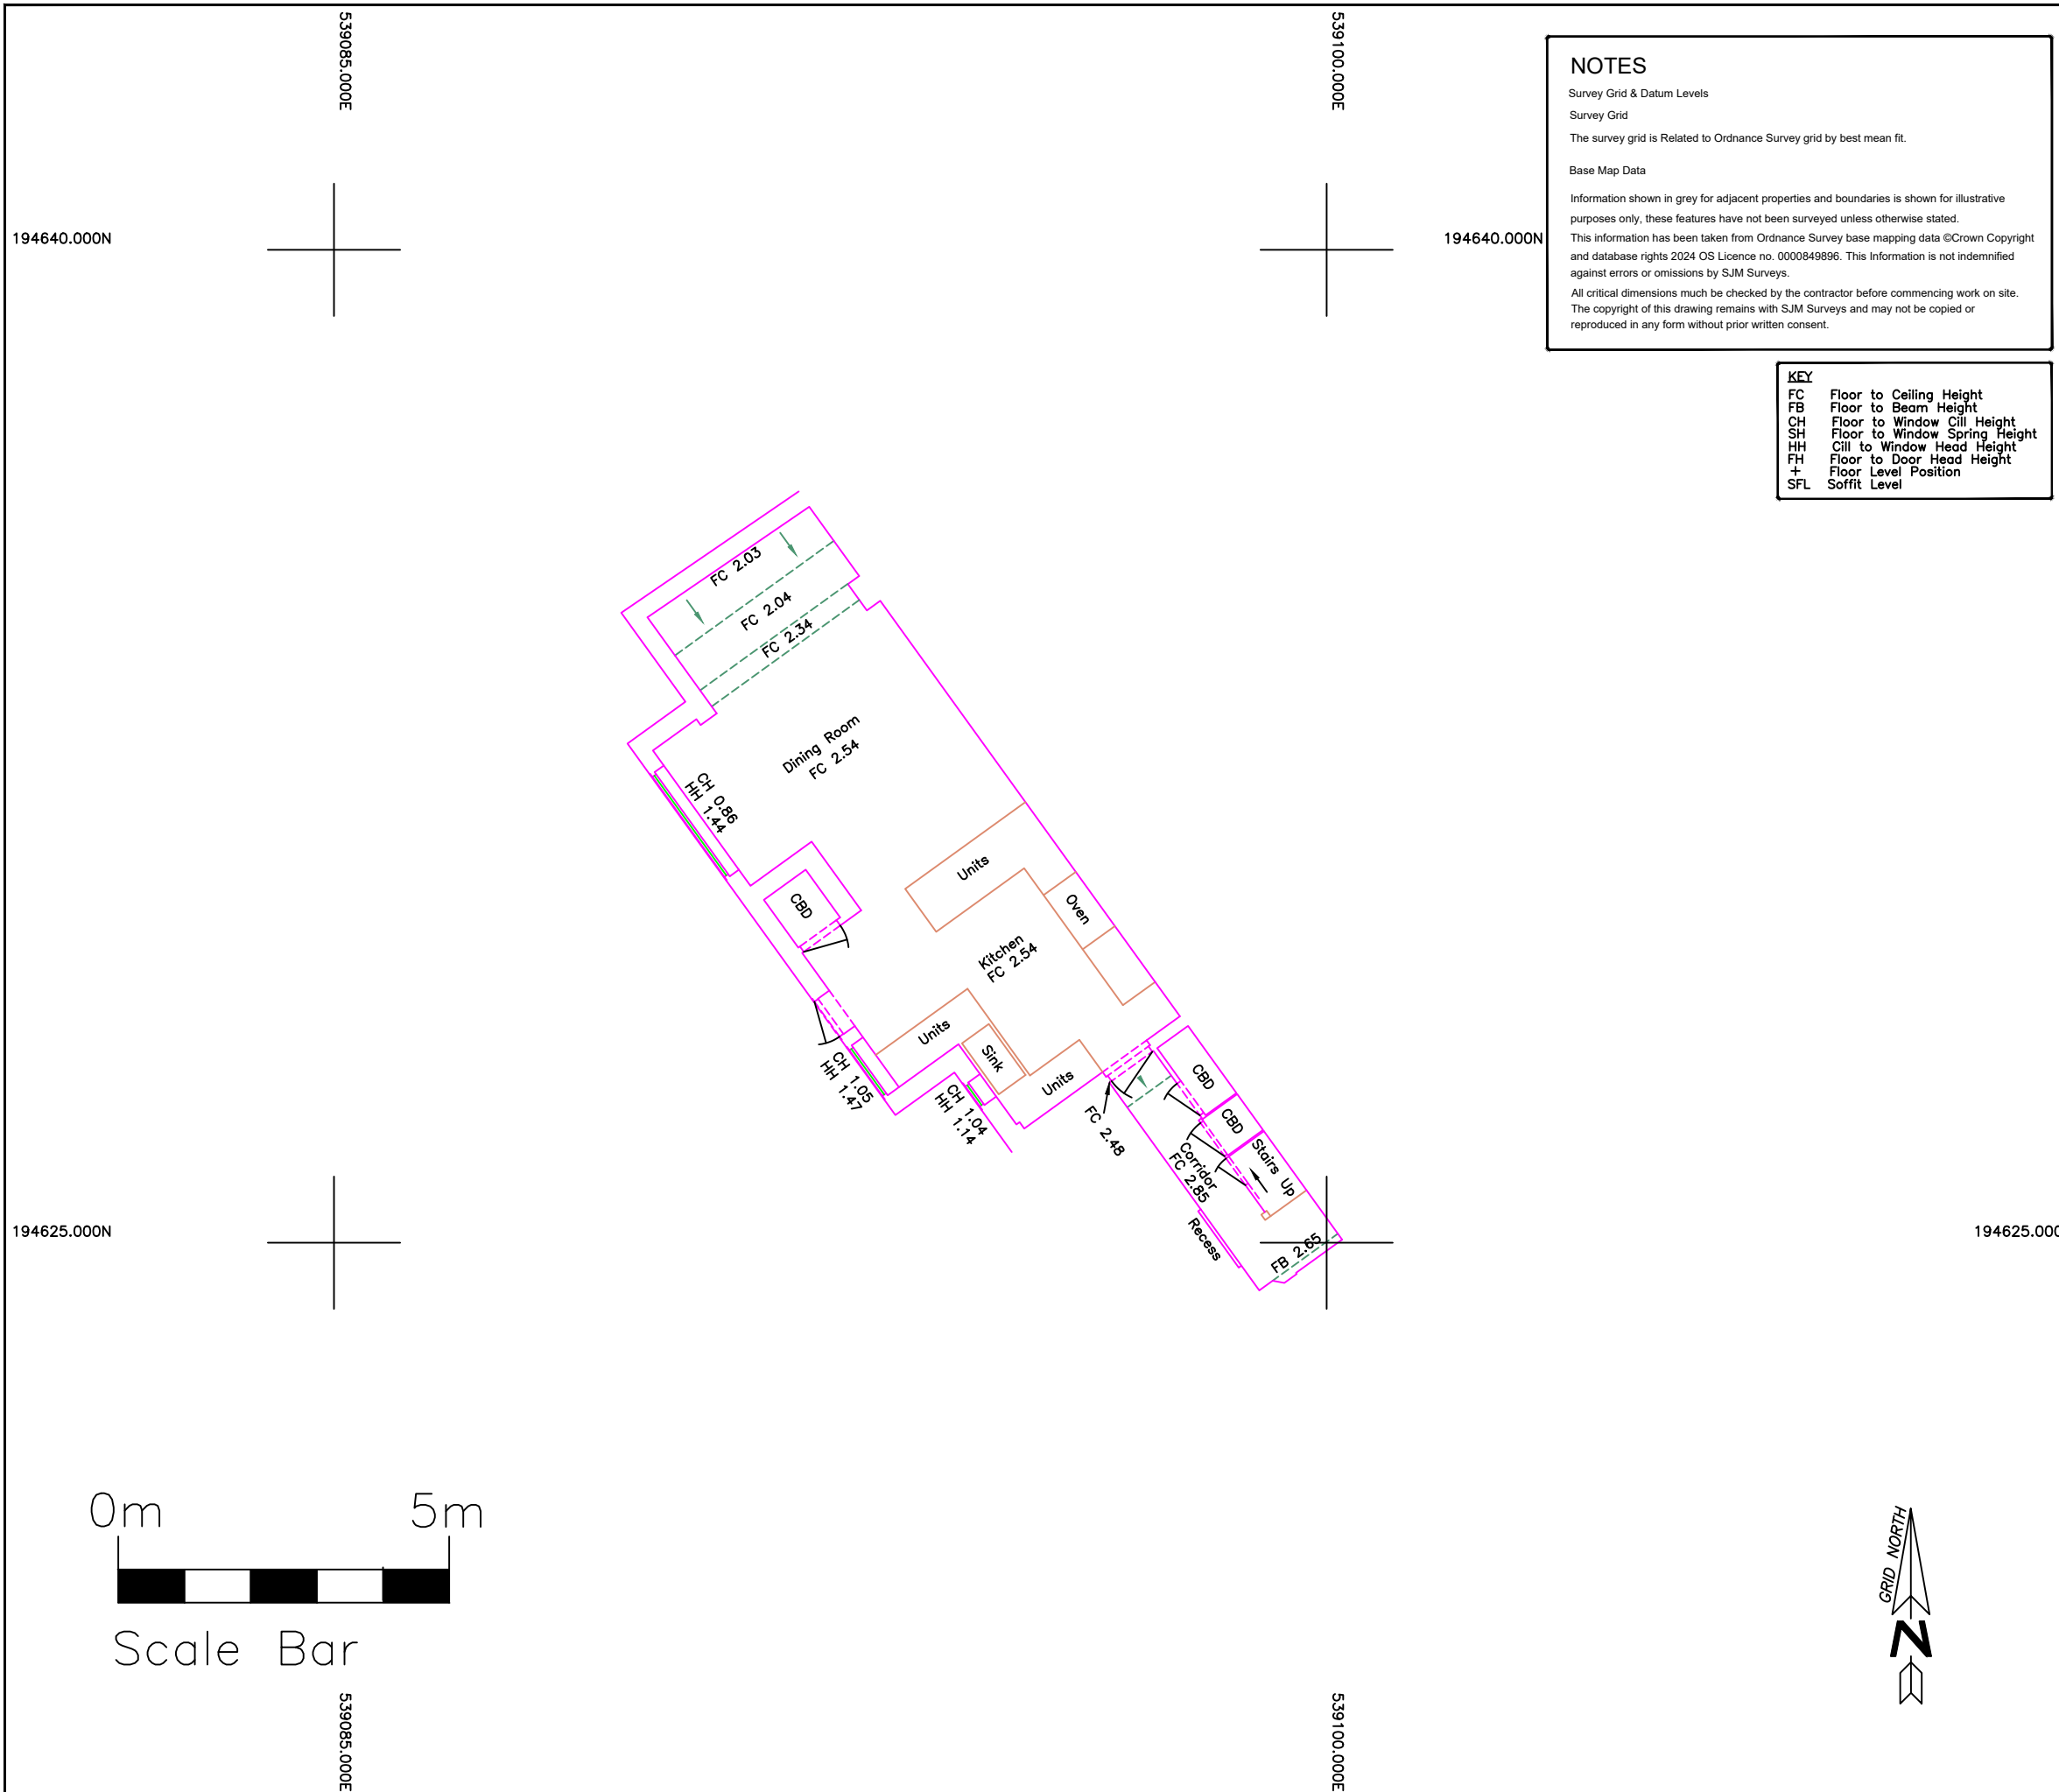 539085.000E
539100.000E
NOTES
Survey Grid & Datum Levels
Survey Grid
The survey grid is Related to Ordnance Survey grid by best mean fit.
Base Map Data
Information shown in grey for adjacent properties and boundaries is shown for illustrative
purposes only, these features have not been surveyed unless otherwise stated.
This information has been taken from Ordnance Survey base mapping data ©Crown Copyright
and database rights 2024 OS Licence no. 0000849896. This Information is not indemnified
against errors or omissions by SJM Surveys.
All critical dimensions much be checked by the contractor before commencing work on site.
The copyright of this drawing remains with SJM Surveys and may not be copied or
reproduced in any form without prior written consent.
194640.000N
194640.000N
KEY
FC Floor to Ceiling Height
FB Floor to Beam Height
CH Floor to Window Cill Height
SH Floor to Window Spring Height
HH Cill to Window Head Height
FH Floor to Door Head Height
+ Floor Level Position
SFL Soffit Level
FC 2.03
FC 2.04
FC 2.34
Dining Room
FC 2.54
CH 0.86
HH 1.44
Units
CBD
Oven
Kitchen
FC 2.54
Units
Sink
Units
CH 1.05
HH 1.47
CH 1.04
HH 1.14
FC 2.48
CBD
CBD
Stairs Up
Corridor
FC 2.85
Recess
FB 2.65
194625.000N
194625.000
0m 5m
Scale Bar
GRID NORTH
N
539085.000E
539100.000E